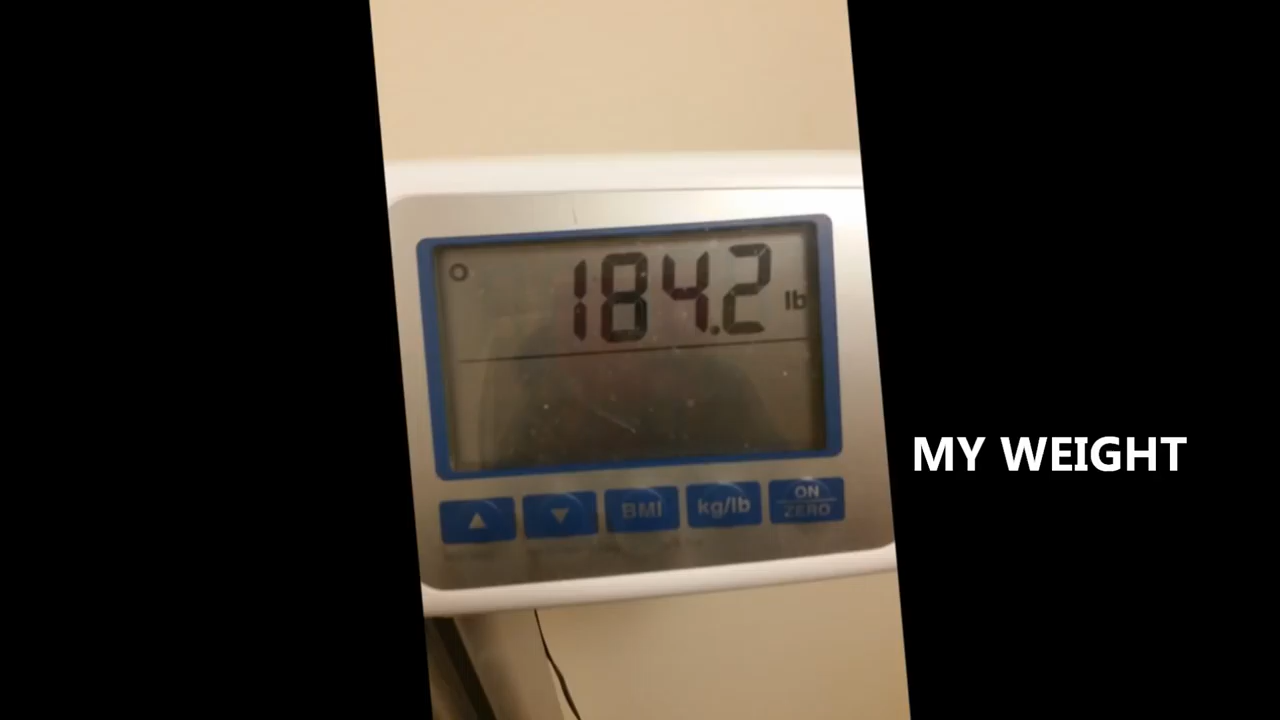 184.2 lb
▲ ▼ BMI kg/lb ON
ZERO
MY WEIGHT